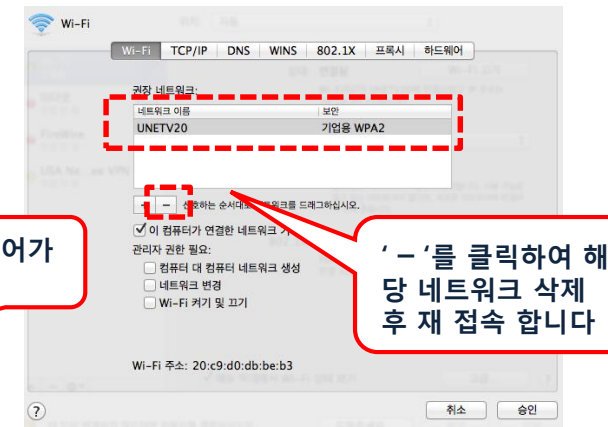 Wi-Fi
Wi-Fi TCP/IP DNS WINS 802.1X 프록시 하드웨어
권장 네트워크:
네트워크 이름 보안
UNETV20 기업용 WPA2
+ − 선호하는 순서대로 네트워크를 드래그하십시오.
이 컴퓨터가 연결한 네트워크 기
어가
관리자 권한 필요:
컴퓨터 대 컴퓨터 네트워크 생성
네트워크 변경
Wi-Fi 켜기 및 끄기
‘ – ‘를 클릭하여 해
당 네트워크 삭제
후 재 접속 합니다
Wi-Fi 주소: 20:c9:d0:db:be:b3
? 취소 승인